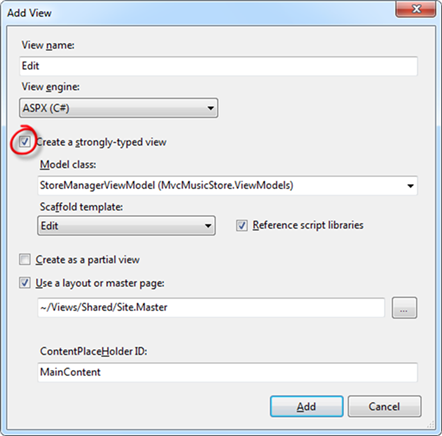 Add View
View name:
Edit
View engine:
ASPX (C#)
Create a strongly-typed view
Model class:
StoreManagerViewModel (MvcMusicStore.ViewModels)
Scaffold template:
Edit
Reference script libraries
Create as a partial view
Use a layout or master page:
~/Views/Shared/Site.Master
...
ContentPlaceHolder ID:
MainContent
Add
Cancel